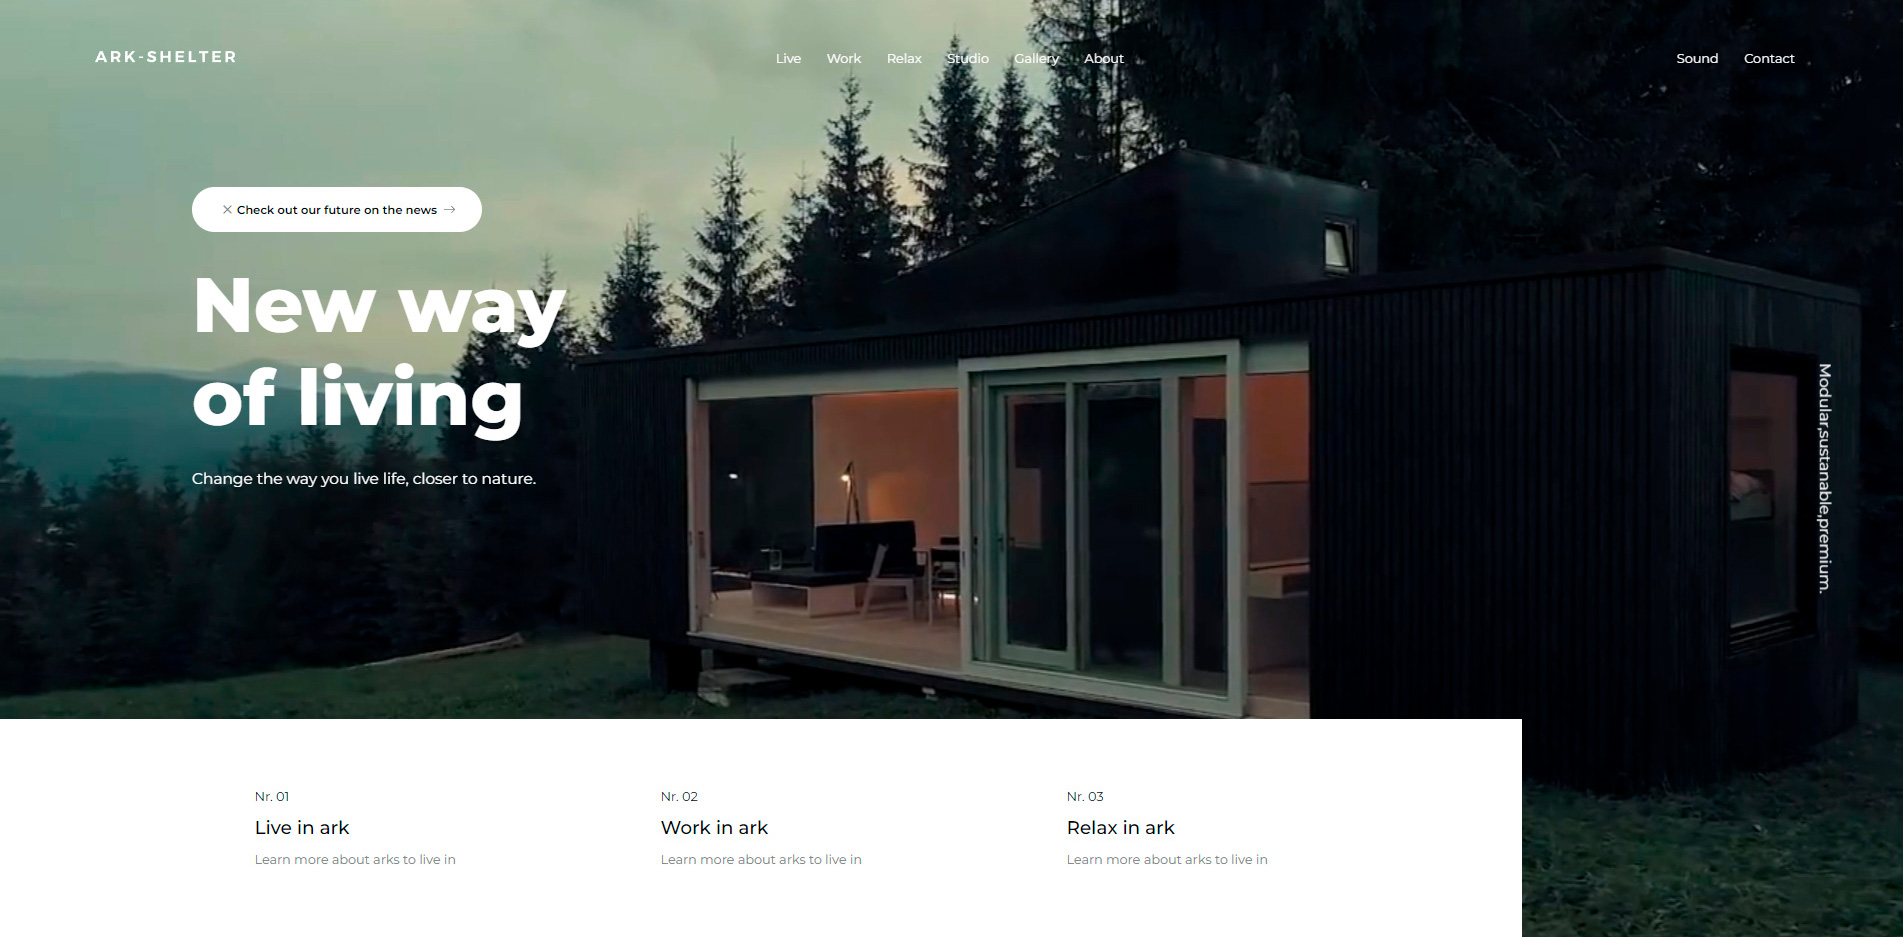 ARK-SHELTER
Live Work Relax Studio Gallery About
Sound Contact
Check out our future on the news
New way
of living
Change the way you live life, closer to nature.
Modular,sustanable,premium.
Nr. 01
Live in ark
Learn more about arks to live in
Nr. 02
Work in ark
Learn more about arks to live in
Nr. 03
Relax in ark
Learn more about arks to live in